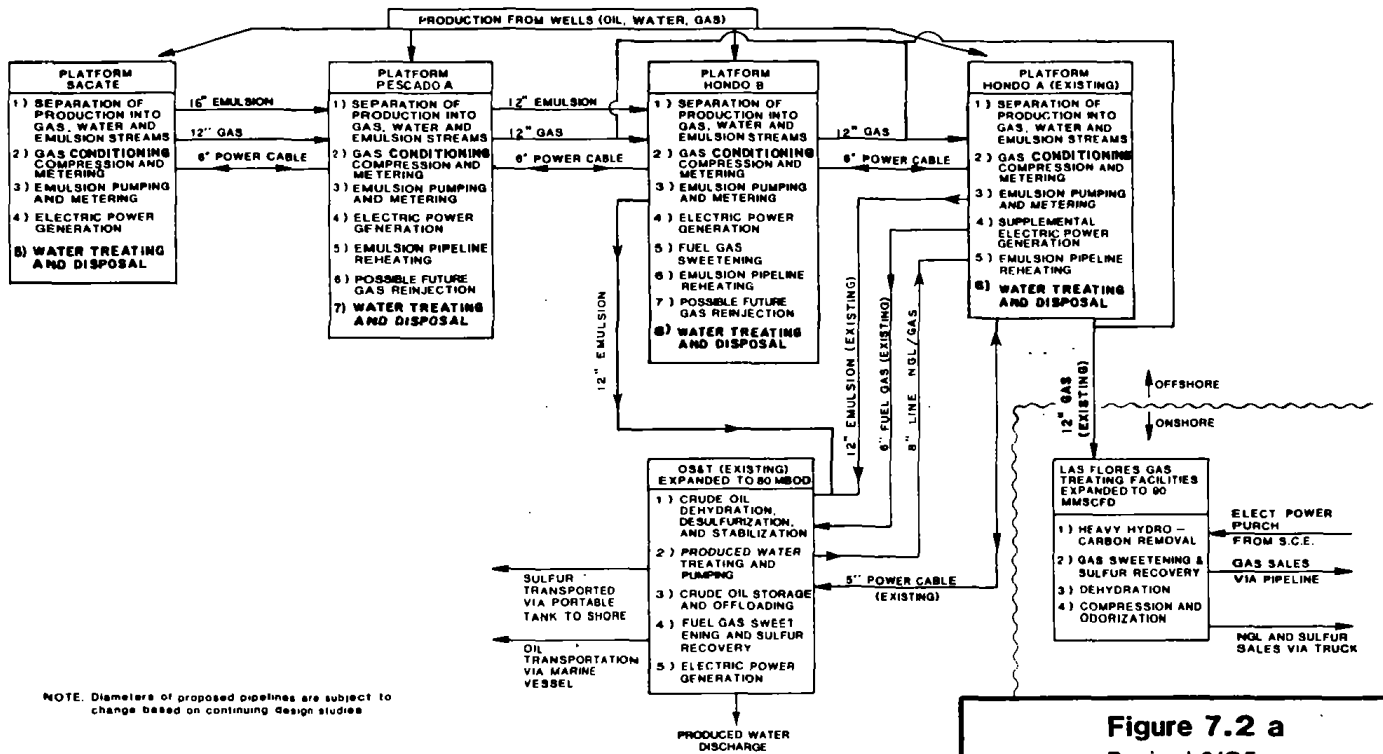 PRODUCTION FROM WELLS (OIL, WATER, GAS)
PLATFORM
SACATE
1) SEPARATION OF
PRODUCTION INTO
GAS, WATER AND
EMULSION STREAMS
2) GAS CONDITIONING
COMPRESSION AND
METERING
3) EMULSION PUMPING
AND METERING
4) ELECTRIC POWER
GENERATION
5) WATER TREATING
AND DISPOSAL
16" EMULSION
12" GAS
6" POWER CABLE
PLATFORM
PESCADO A
1) SEPARATION OF
PRODUCTION INTO
GAS, WATER AND
EMULSION STREAMS
2) GAS CONDITIONING
COMPRESSION AND
METERING
3) EMULSION PUMPING
AND METERING
4) ELECTRIC POWER
GENERATION
5) EMULSION PIPELINE
REHEATING
6) POSSIBLE FUTURE
GAS REINJECTION
7) WATER TREATING
AND DISPOSAL
12" EMULSION
12" GAS
6" POWER CABLE
PLATFORM
HONDO B
1) SEPARATION OF
PRODUCTION INTO
GAS, WATER AND
EMULSION STREAMS
2) GAS CONDITIONING
COMPRESSION AND
METERING
3) EMULSION PUMPING
AND METERING
4) ELECTRIC POWER
GENERATION
5) FUEL GAS
SWEETENING
6) EMULSION PIPELINE
REHEATING
7) POSSIBLE FUTURE
GAS REINJECTION
8) WATER TREATING
AND DISPOSAL
12" GAS
6" POWER CABLE
PLATFORM
HONDO A (EXISTING)
1) SEPARATION OF
PRODUCTION INTO
GAS, WATER AND
EMULSION STREAMS
2) GAS CONDITIONING
COMPRESSION AND
METERING
3) EMULSION PUMPING
AND METERING
4) SUPPLEMENTAL
ELECTRIC POWER
GENERATION
5) EMULSION PIPELINE
REHEATING
6) WATER TREATING
AND DISPOSAL
12" EMULSION
12" EMULSION (EXISTING)
6" FUEL GAS (EXISTING)
8" LINE NGL/GAS
12" GAS
(EXISTING)
OFFSHORE
ONSHORE
OS&T (EXISTING)
EXPANDED TO 80 MBOD
1) CRUDE OIL
DEHYDRATION,
DESULFURIZATION,
AND STABILIZATION
2) PRODUCED WATER
TREATING AND
PUMPING
3) CRUDE OIL STORAGE
AND OFFLOADING
4) FUEL GAS SWEET
ENING AND SULFUR
RECOVERY
5) ELECTRIC POWER
GENERATION
SULFUR
TRANSPORTED
VIA PORTABLE
TANK TO SHORE
OIL
TRANSPORTATION
VIA MARINE
VESSEL
5" POWER CABLE
(EXISTING)
PRODUCED WATER
DISCHARGE
LAS FLORES GAS
TREATING FACILITIES
EXPANDED TO 90
MMSCFD
1) HEAVY HYDRO-
CARBON REMOVAL
2) GAS SWEETENING &
SULFUR RECOVERY
3) DEHYDRATION
4) COMPRESSION AND
ODORIZATION
ELECT POWER
PURCH
FROM S.C.E.
GAS SALES
VIA PIPELINE
NGL AND SULFUR
SALES VIA TRUCK
NOTE. Diameters of proposed pipelines are subject to
change based on continuing design studies
Figure 7.2 a